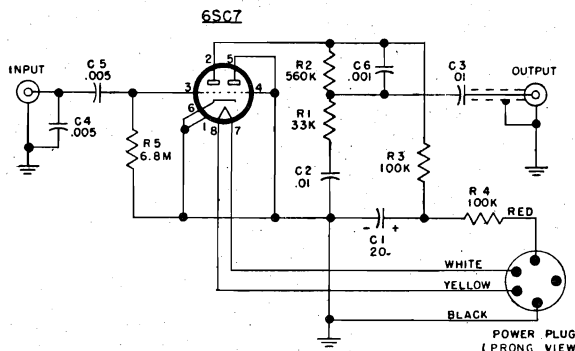 6SC7
INPUT
C5
.005
C4
.005
R5
6.8M
2
5
3
4
6
1
8
7
R2
560K
C6
.001
R1
33K
C2
.01
C3
.01
OUTPUT
R3
100K
R4
100K
RED
- +
C1
20-
WHITE
YELLOW
BLACK
POWER PLUG
(PRONG VIEW